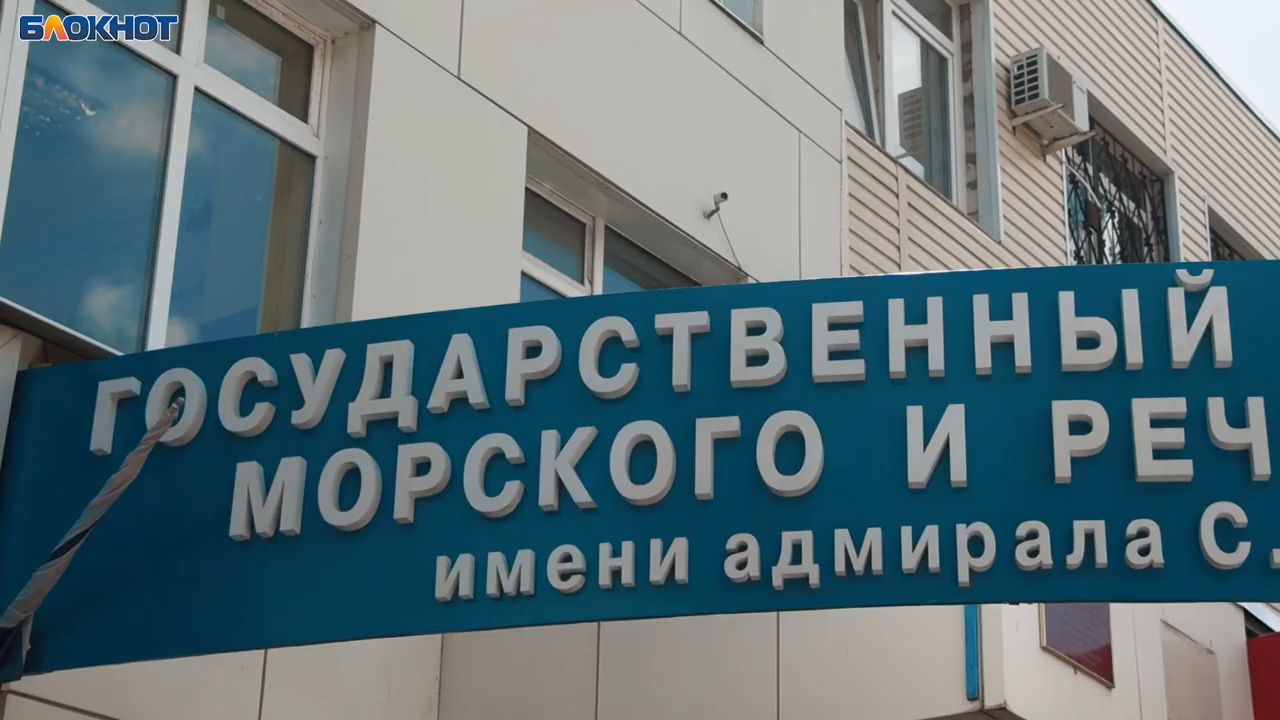 БЛОКНОТ
ГОСУДАРСТВЕННЫЙ
МОРСКОГО И РЕЧ
имени адмирала С.